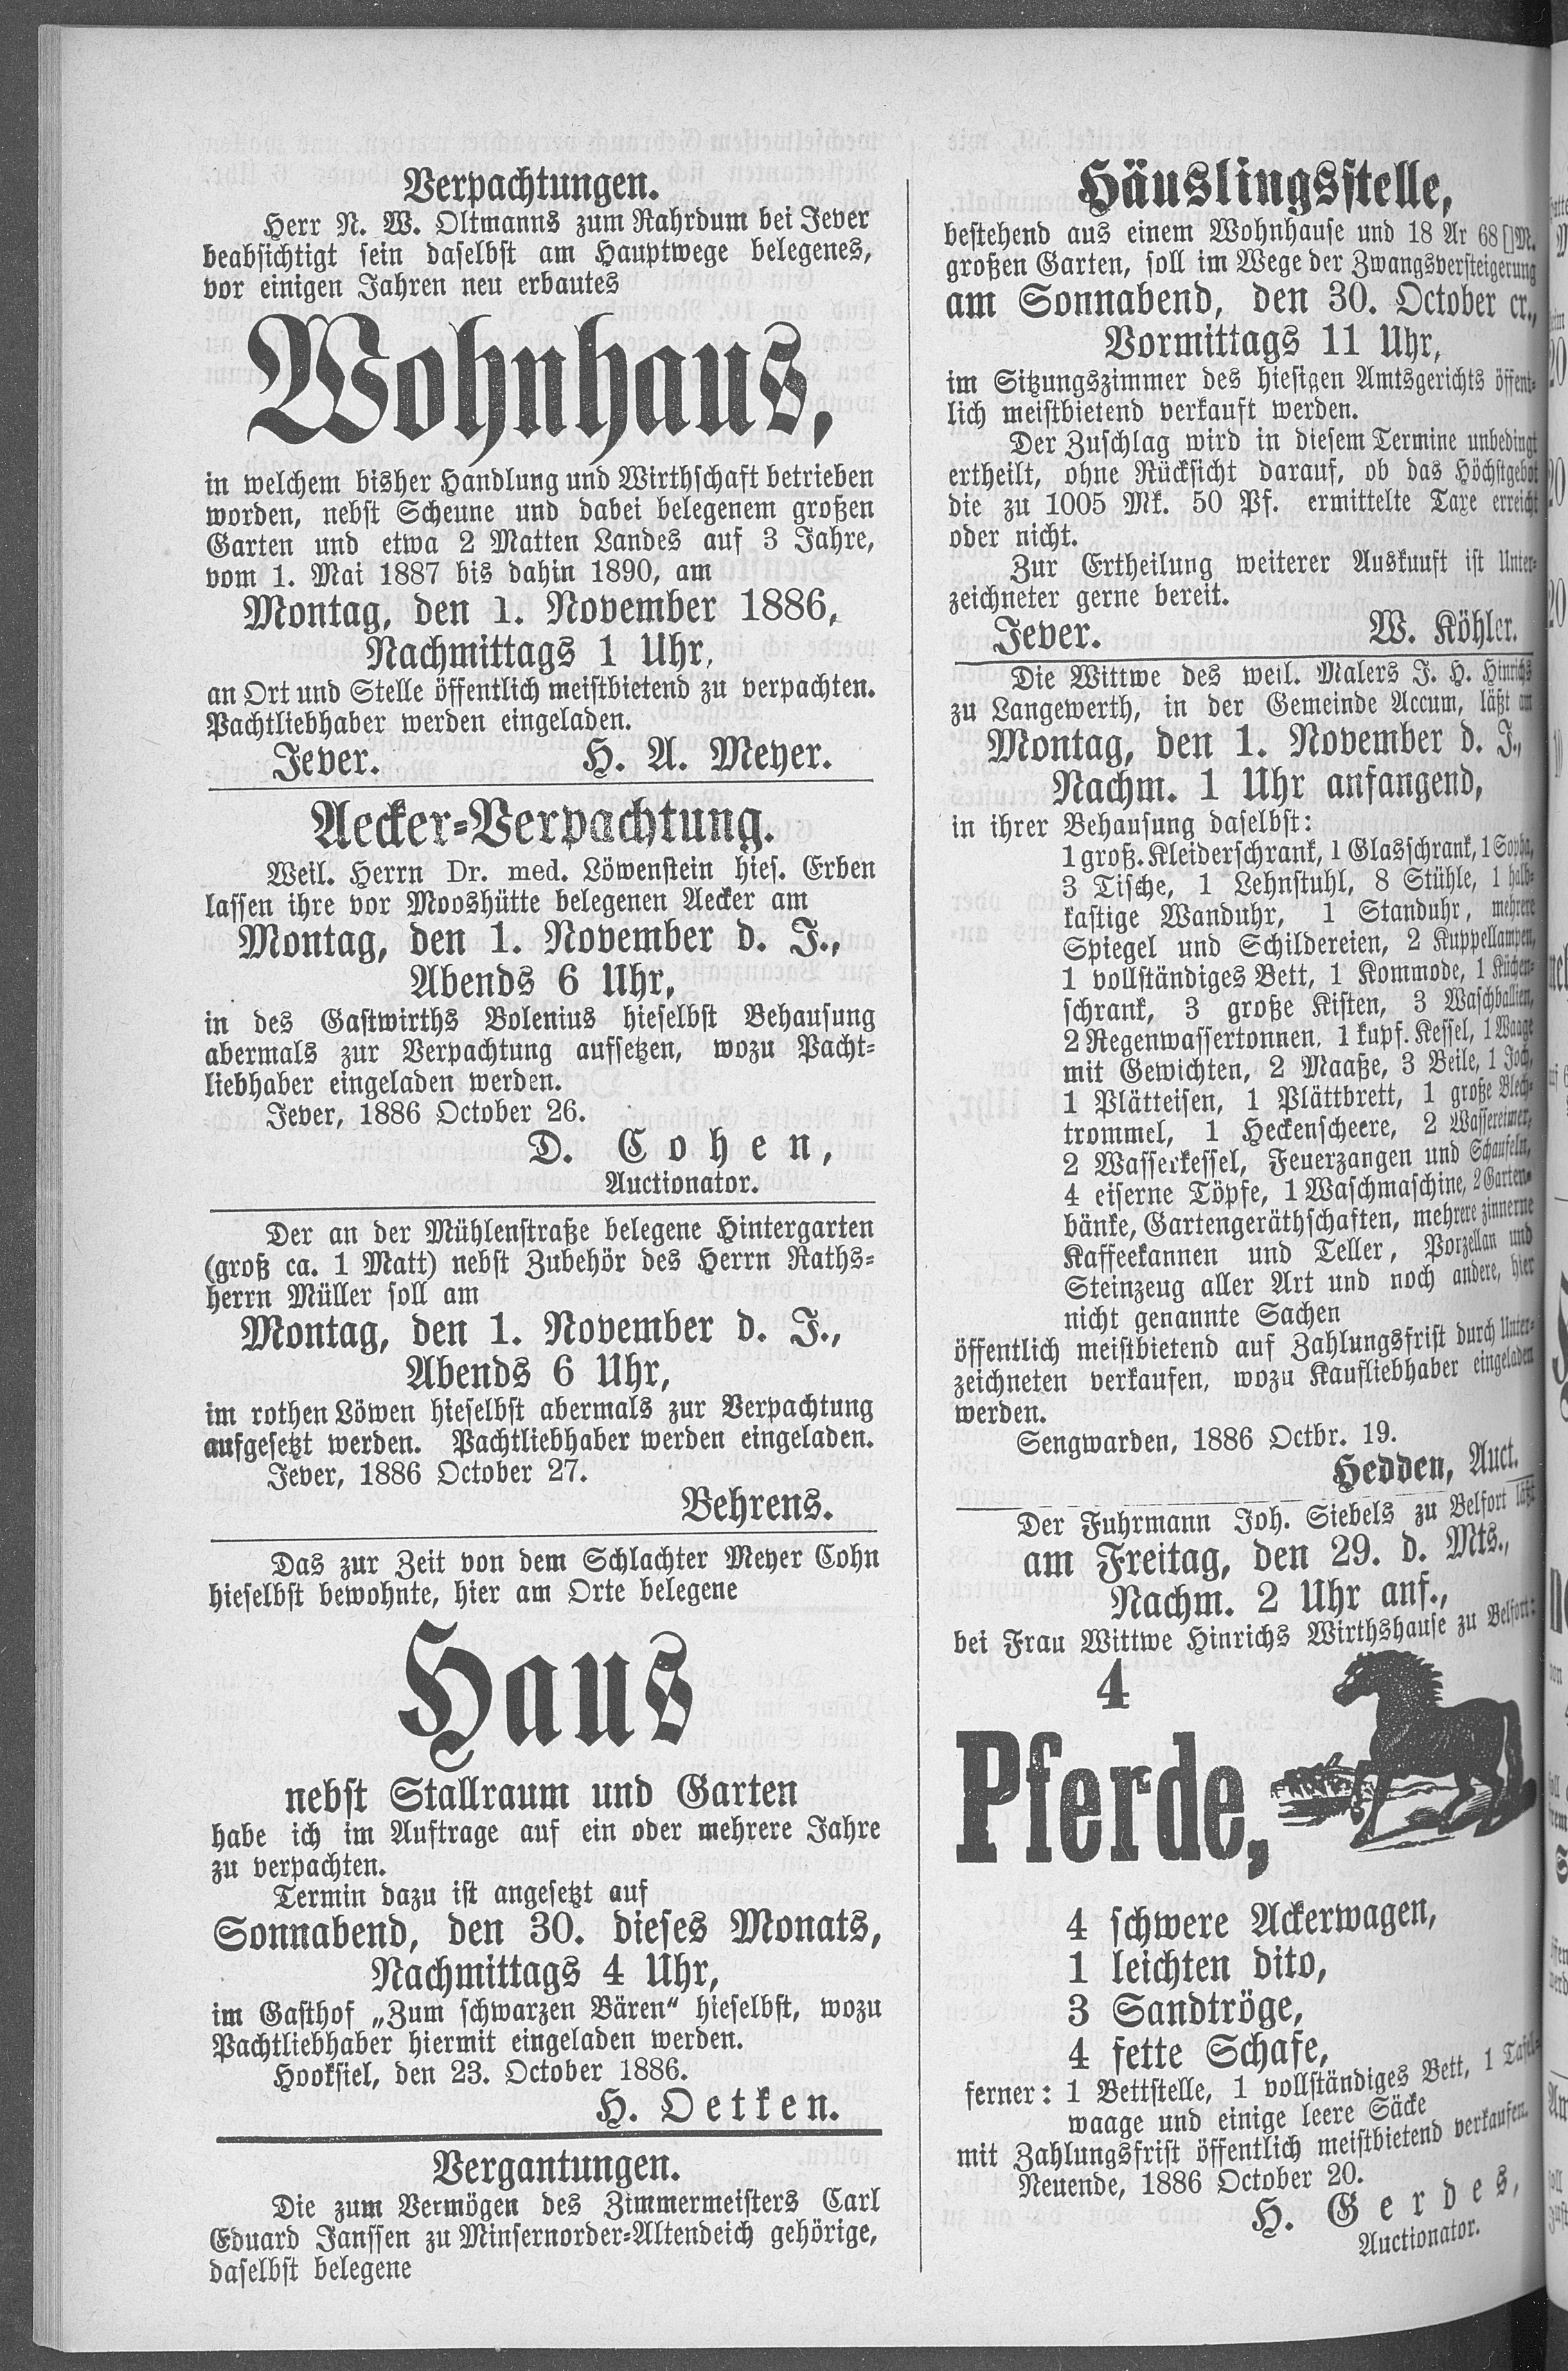 Verpachtungen.
Herr N. W. Oltmanns zum Rahrdum bei Jever
beabsichtigt sein daselbst am Hauptwege belegenes,
vor einigen Jahren neu erbautes
Wohnhaus,
in welchem bisher Handlung und Wirthschaft betrieben
worden, nebst Scheune und dabei belegenem großen
Garten und etwa 2 Matten Landes auf 3 Jahre,
vom 1. Mai 1887 bis dahin 1890, am
Montag, den 1. November 1886,
Nachmittags 1 Uhr,
an Ort und Stelle öffentlich meistbietend zu verpachten.
Pachtliebhaber werden eingeladen.
Jever. H. A. Meyer.
Aecker-Verpachtung.
Weil. Herrn Dr. med. Löwenstein hies. Erben
lassen ihre vor Mooshütte belegenen Aecker am
Montag, den 1. November d. J.,
Abends 6 Uhr,
in des Gastwirths Bolenius hieselbst Behausung
abermals zur Verpachtung aufsetzen, wozu Pacht-
liebhaber eingeladen werden.
Jever, 1886 October 26.
D. Cohen,
Auctionator.
Der an der Mühlenstraße belegene Hintergarten
(groß ca. 1 Matt) nebst Zubehör des Herrn Raths-
herrn Müller soll am
Montag, den 1. November d. J.,
Abends 6 Uhr,
im rothen Löwen hieselbst abermals zur Verpachtung
aufgesetzt werden. Pachtliebhaber werden eingeladen.
Jever, 1886 October 27.
Behrens.
Das zur Zeit von dem Schlachter Meyer Cohn
hieselbst bewohnte, hier am Orte belegene
Haus
nebst Stallraum und Garten
habe ich im Auftrage auf ein oder mehrere Jahre
zu verpachten.
Termin dazu ist angesetzt auf
Sonnabend, den 30. dieses Monats,
Nachmittags 4 Uhr,
im Gasthof „Zum schwarzen Bären“ hieselbst, wozu
Pachtliebhaber hiermit eingeladen werden.
Hooksiel, den 23. October 1886.
H. Oetken.
Vergantungen.
Die zum Vermögen des Zimmermeisters Carl
Eduard Janssen zu Minsernorder-Altendeich gehörige,
daselbst belegene
Häuslingsstelle,
bestehend aus einem Wohnhause und 18 Ar 68 []M.
großen Garten, soll im Wege der Zwangsversteigerung
am Sonnabend, den 30. October cr.,
Vormittags 11 Uhr,
im Sitzungszimmer des hiesigen Amtsgerichts öffent-
lich meistbietend verkauft werden.
Der Zuschlag wird in diesem Termine unbedingt
ertheilt, ohne Rücksicht darauf, ob das Höchstgebot
die zu 1005 Mk. 50 Pf. ermittelte Taxe erreicht
oder nicht.
Zur Ertheilung weiterer Auskunft ist Unter-
zeichneter gerne bereit.
Jever. W. Köhler.
Die Wittwe des weil. Malers J. H. Hinrichs
zu Langewerth, in der Gemeinde Accum, läßt am
Montag, den 1. November d. J.,
Nachm. 1 Uhr anfangend,
in ihrer Behausung daselbst:
1 groß. Kleiderschrank, 1 Glasschrank, 1 Sopha,
3 Tische, 1 Lehnstuhl, 8 Stühle, 1 halb-
kastige Wanduhr, 1 Standuhr, mehrere
Spiegel und Schildereien, 2 Kuppellampen,
1 vollständiges Bett, 1 Kommode, 1 Küchen-
schrank, 3 große Kisten, 3 Waschballien,
2 Regenwassertonnen, 1 kupf. Kessel, 1 Waage
mit Gewichten, 2 Maaße, 3 Beile, 1 Joch,
1 Plätteisen, 1 Plättbrett, 1 große Blech-
trommel, 1 Heckenscheere, 2 Wassereimer,
2 Wasserkessel, Feuerzangen und Schaufeln,
4 eiserne Töpfe, 1 Waschmaschine, 2 Garten-
bänke, Gartengeräthschaften, mehrere zinnerne
Kaffeekannen und Teller, Porzellan und
Steinzeug aller Art und noch andere, hier
nicht genannte Sachen
öffentlich meistbietend auf Zahlungsfrist durch Unter-
zeichneten verkaufen, wozu Kaufliebhaber eingeladen
werden.
Sengwarden, 1886 Octbr. 19.
Hedden, Auct.
Der Fuhrmann Joh. Siebels zu Belfort läßt
am Freitag, den 29. d. Mts.,
Nachm. 2 Uhr anf.,
bei Frau Wittwe Hinrichs Wirthshause zu Belfort:
4
Pferde,
4 schwere Ackerwagen,
1 leichten dito,
3 Sandtröge,
4 fette Schafe,
ferner: 1 Bettstelle, 1 vollständiges Bett, 1 Tafel-
waage und einige leere Säcke
mit Zahlungsfrist öffentlich meistbietend verkaufen.
Neuende, 1886 October 20.
H. Gerdes,
Auctionator.